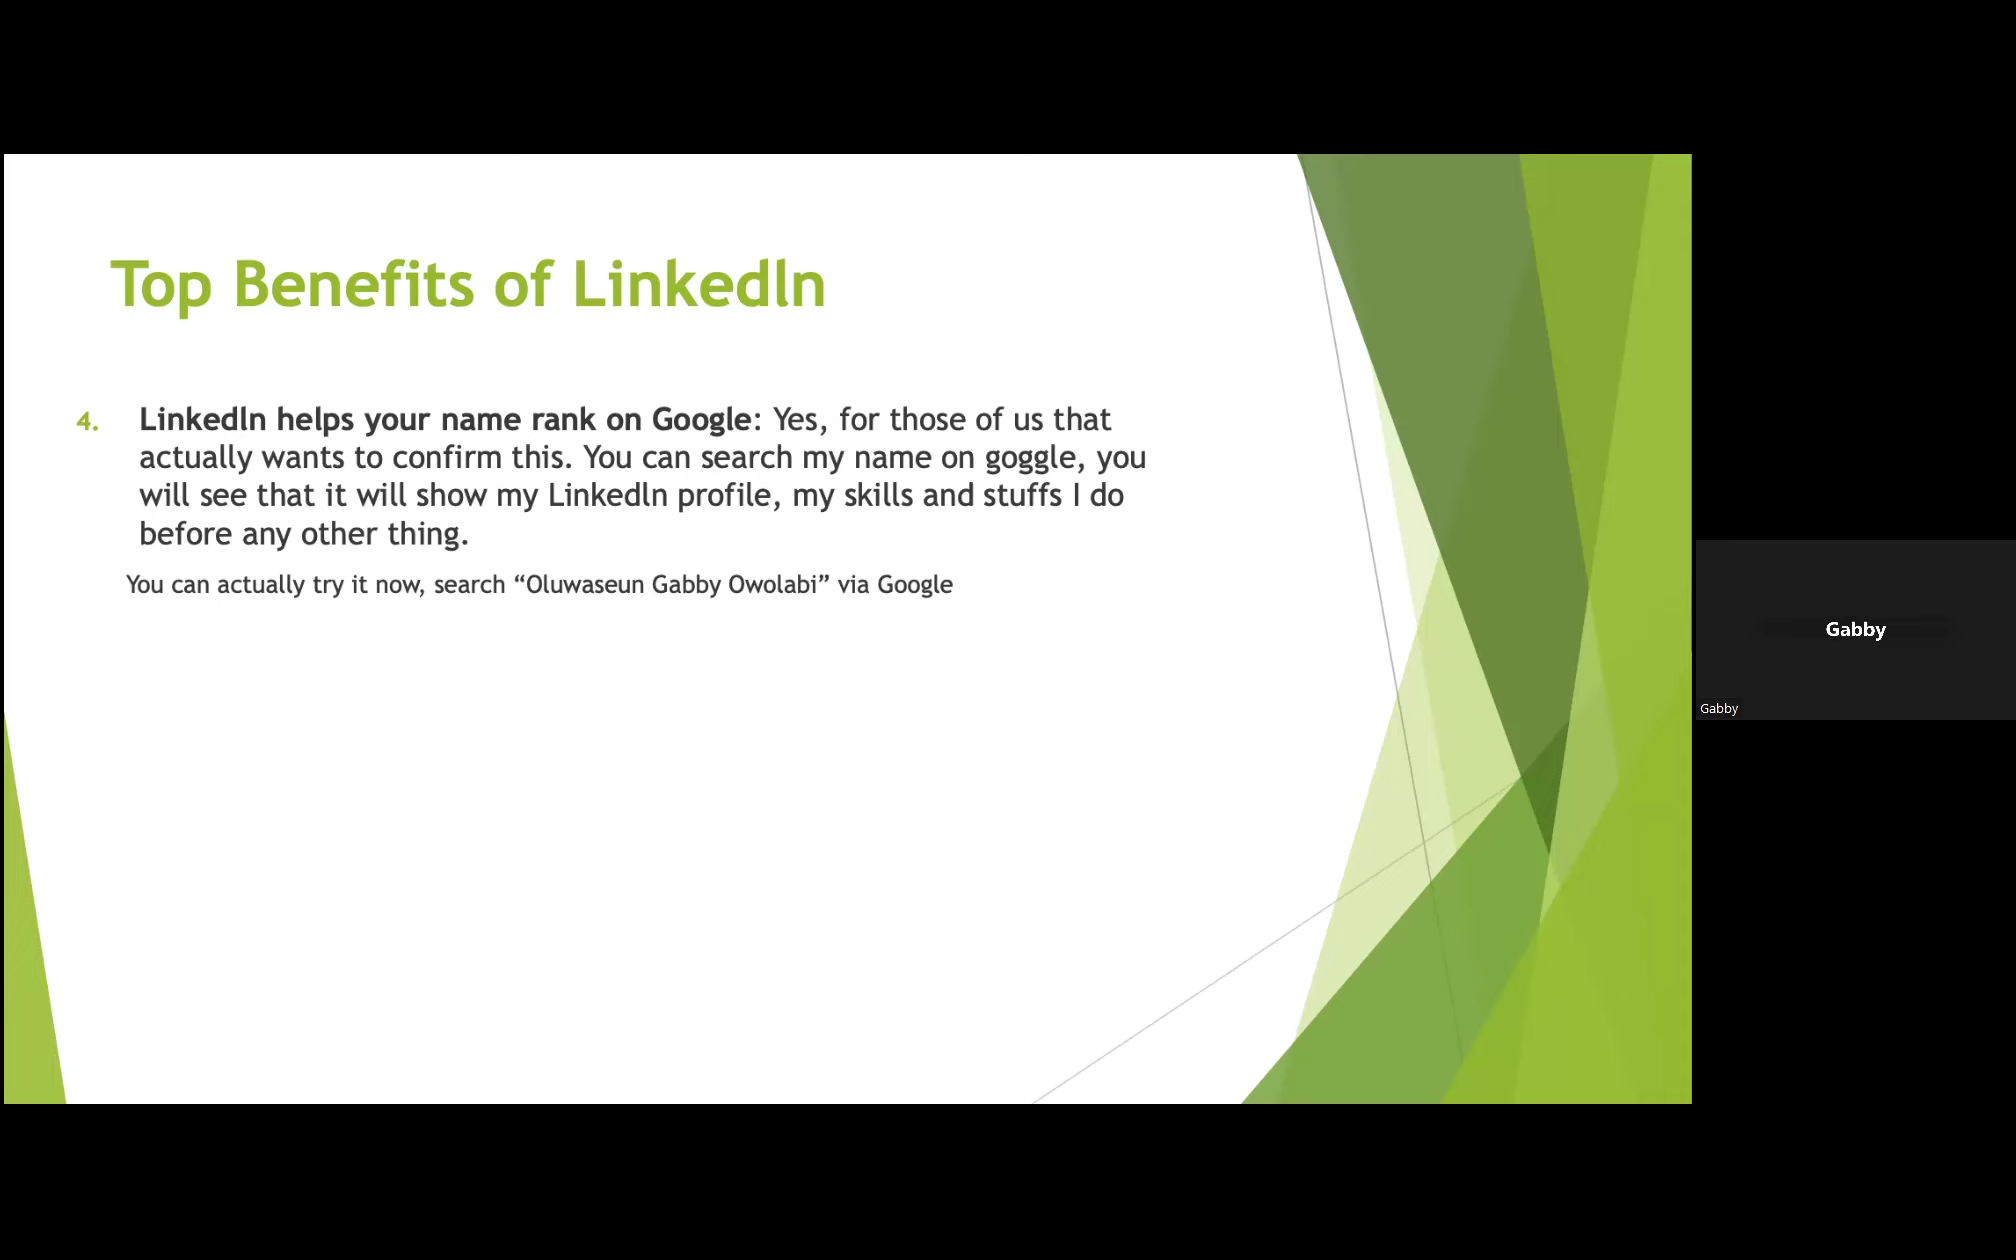 Top Benefits of Linkedln
4. Linkedln helps your name rank on Google: Yes, for those of us that
actually wants to confirm this. You can search my name on goggle, you
will see that it will show my Linkedln profile, my skills and stuffs I do
before any other thing.
You can actually try it now, search “Oluwaseun Gabby Owolabi” via Google
Gabby
Gabby